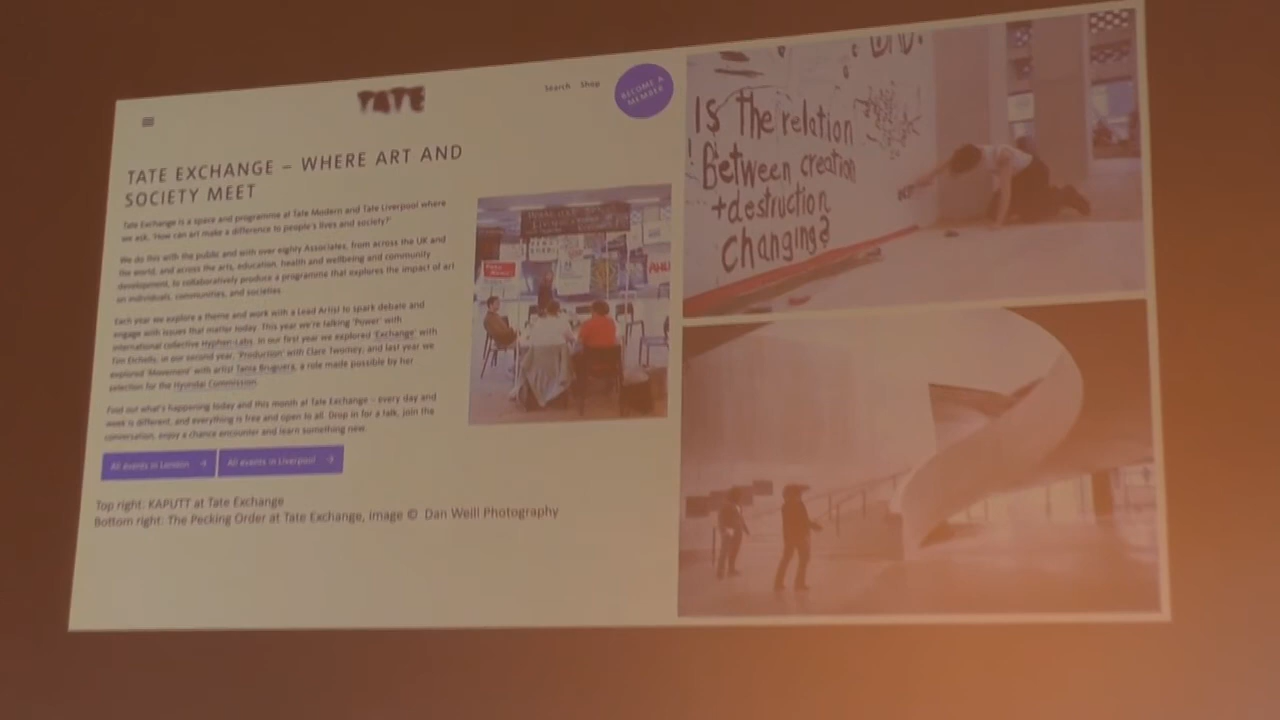 TATE
Search Shop
BECOME A
MEMBER
TATE EXCHANGE – WHERE ART AND
SOCIETY MEET
Tate Exchange is a space and programme at Tate Modern and Tate Liverpool where
we ask, 'How can art make a difference to people's lives and society?'
We do this with the public and with over eighty Associates, from across the UK and
the world, and across the arts, education, health and wellbeing and community
development, to collaboratively produce a programme that explores the impact of art
on individuals, communities, and societies.
Each year we explore a theme and work with a Lead Artist to spark debate and
engage with issues that matter today. This year we're talking 'Power' with
international collective Hyphen-Labs. In our first year we explored 'Exchange' with
Tim Etchells, in our second year, 'Production' with Clare Twomey, and last year we
explored 'Movement' with artist Tania Bruguera, a role made possible by her
selection for the Hyundai Commission.
Find out what's happening today and this month at Tate Exchange – every day and
week is different, and everything is free and open to all. Drop in for a talk, join the
conversation, enjoy a chance encounter and learn something new.
All events in London →
All events in Liverpool →
Top right: KAPUTT at Tate Exchange
Bottom right: The Pecking Order at Tate Exchange, Image © Dan Weill Photography
Is the relation
Between creation
+destruction
Changing?